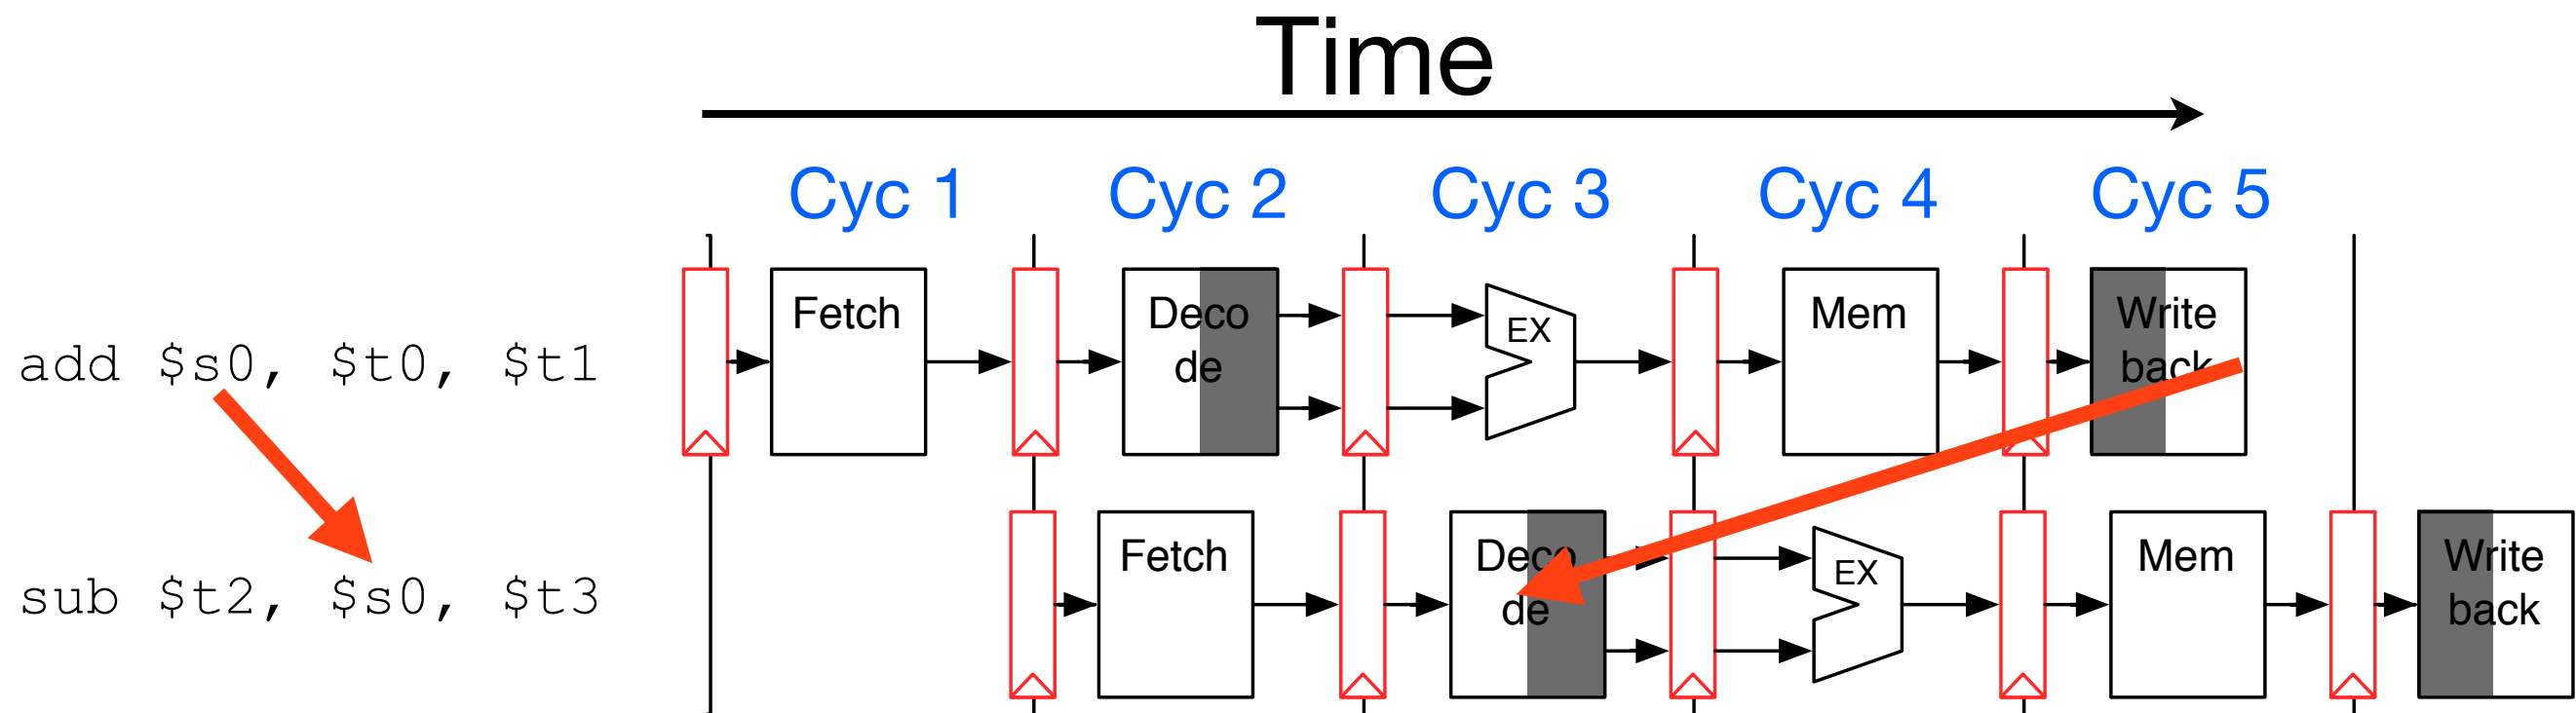 Time
Cyc 1 Cyc 2 Cyc 3 Cyc 4 Cyc 5
add $s0, $t0, $t1
Fetch
Deco
de
EX
Mem
Write
back
sub $t2, $s0, $t3
Fetch
Deco
de
EX
Mem
Write
back